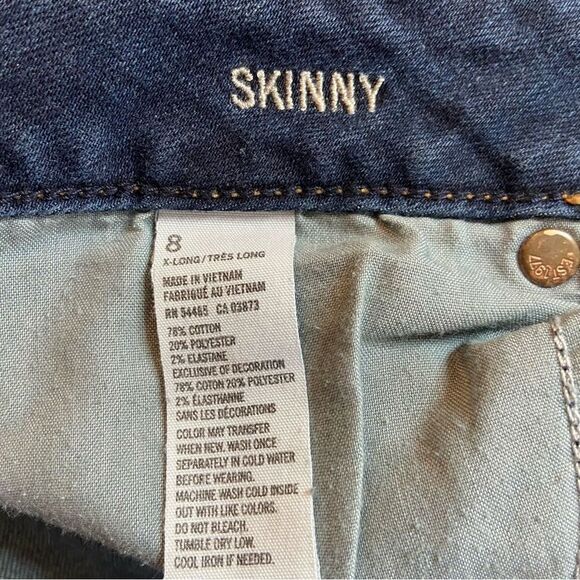 SKINNY
8
X-LONG/TRÈS LONG
MADE IN VIETNAM
FABRIQUÉ AU VIETNAM
RN 54485 CA 03873
78% COTTON
20% POLYESTER
2% ELASTANE
EXCLUSIVE OF DECORATION
78% COTON 20% POLYESTER
2% ÉLASTHANNE
SANS LES DÉCORATIONS
COLOR MAY TRANSFER
WHEN NEW. WASH ONCE
SEPARATELY IN COLD WATER
BEFORE WEARING.
MACHINE WASH COLD INSIDE
OUT WITH LIKE COLORS.
DO NOT BLEACH.
TUMBLE DRY LOW.
COOL IRON IF NEEDED.
EST 1977